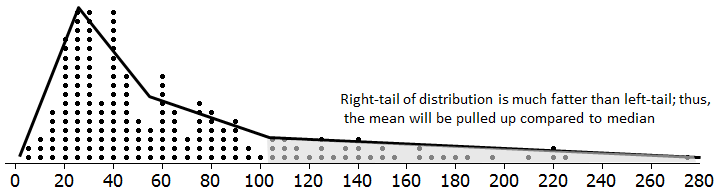 Right-tail of distribution is much fatter than left-tail; thus,
the mean will be pulled up compared to median
0 20 40 60 80 100 120 140 160 180 200 220 240 260 280